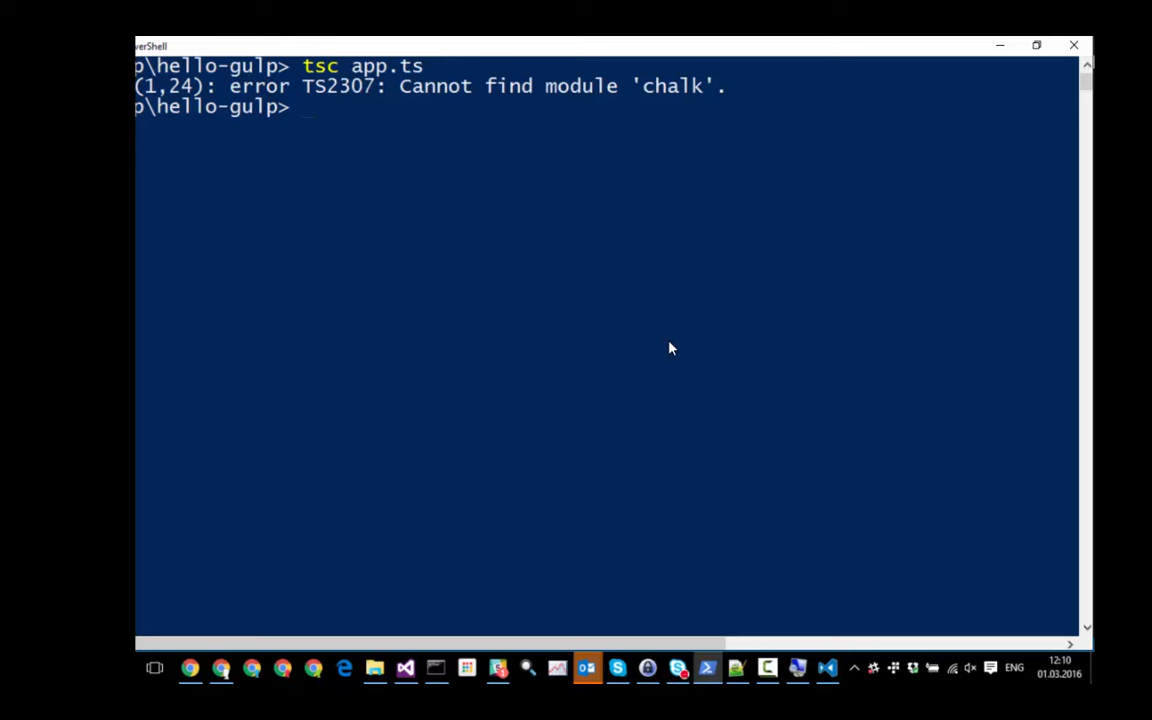 verShell
p\hello-gulp> tsc app.ts
(1,24): error TS2307: Cannot find module 'chalk'.
p\hello-gulp> _
ENG
12:10
01.03.2016